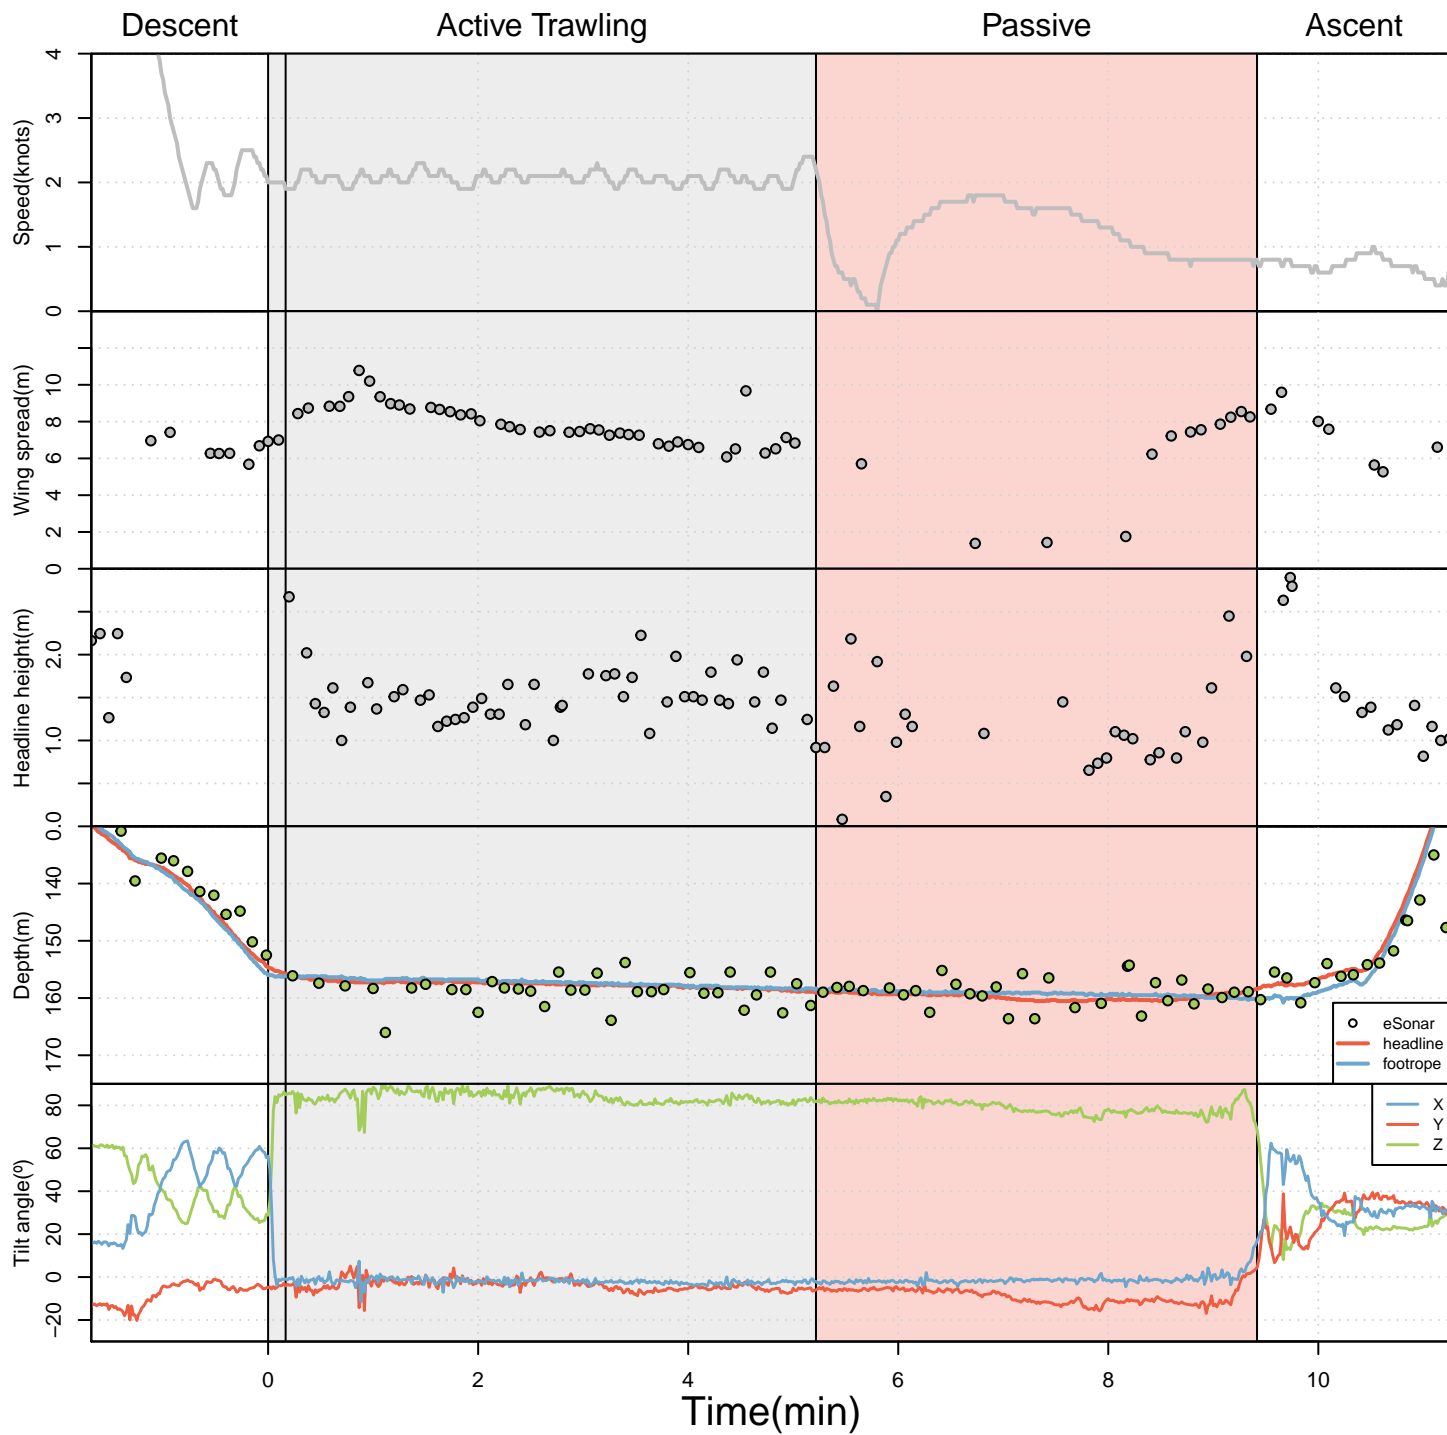 Descent Active Trawling Passive Ascent
Speed(knots)
4
3
2
1
0
Wing spread(m)
10
8
6
4
2
0
Headline height(m)
2.0
1.0
0.0
Depth(m)
140
150
160
170
eSonar
headline
footrope
Tilt angle(º)
80
60
40
20
0
−20
X
Y
Z
0 2 4 6 8 10
Time(min)